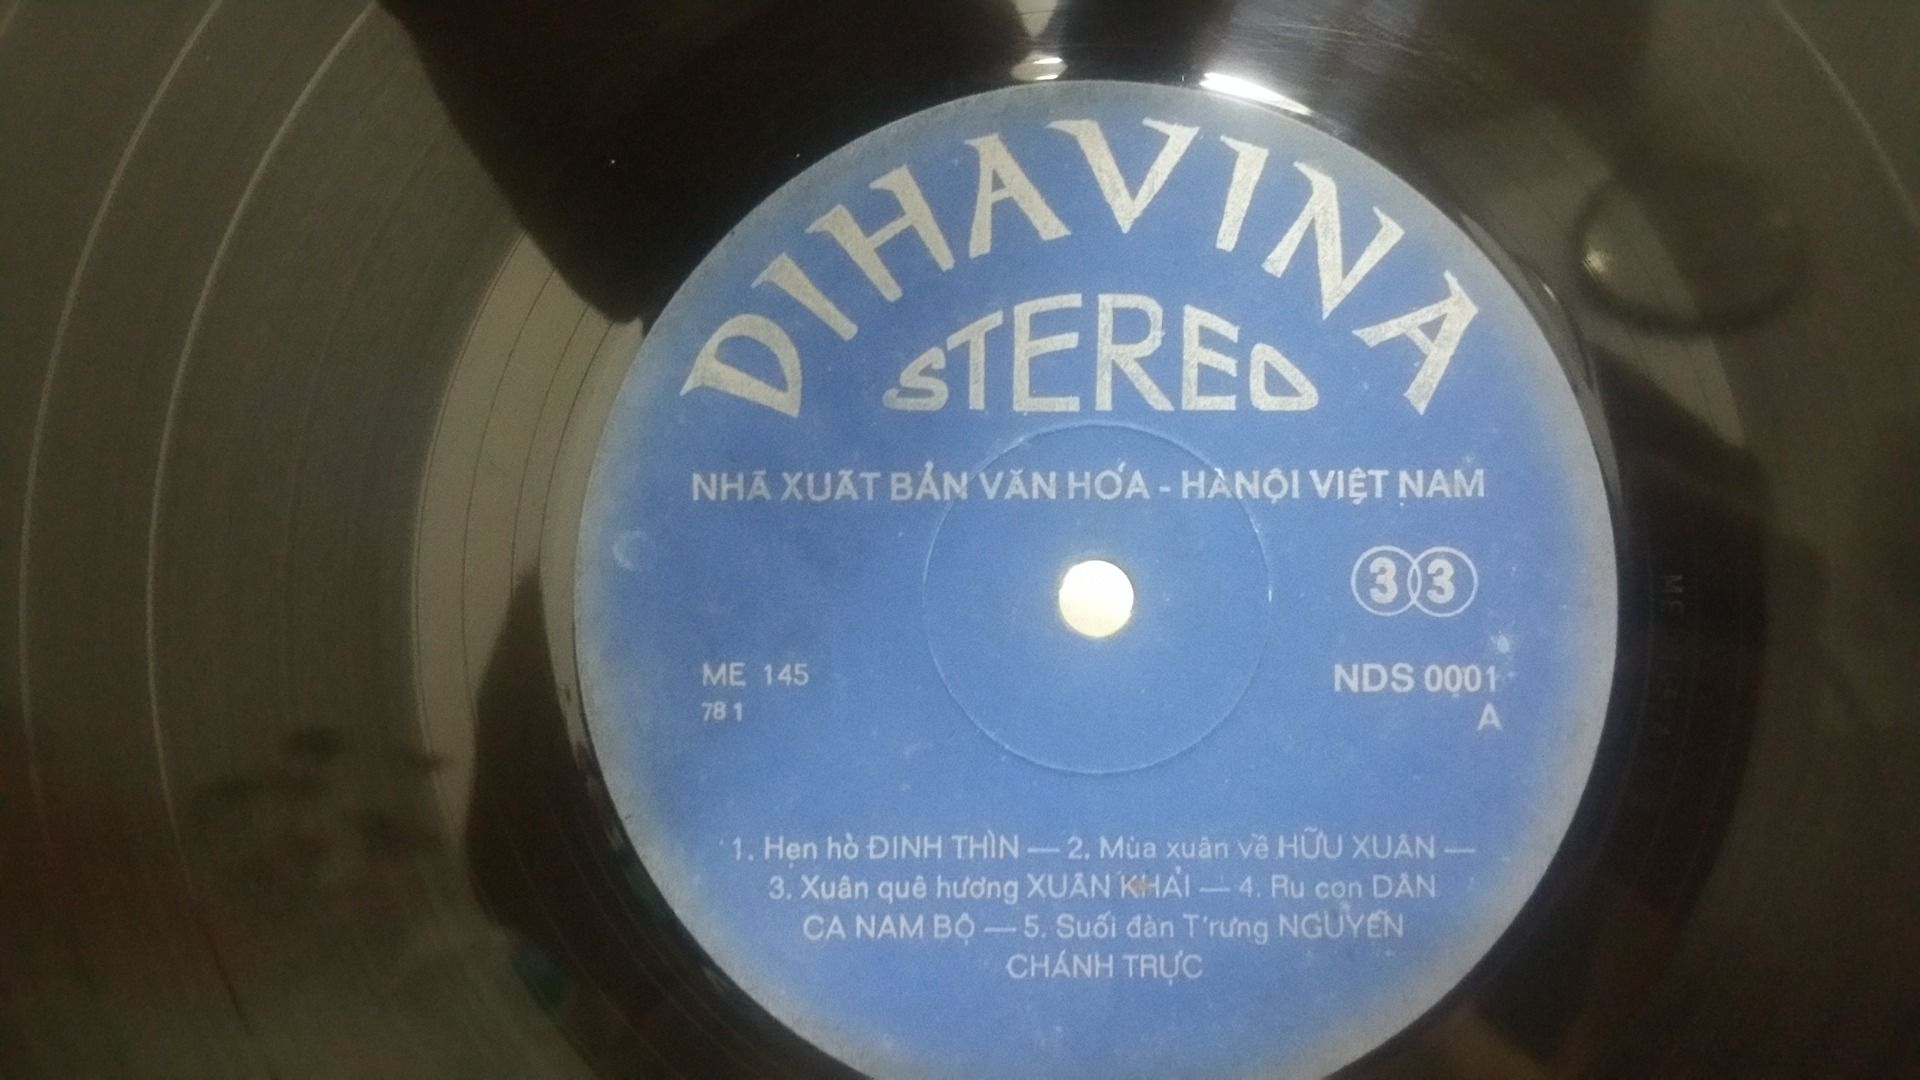 DIHAVINA
STEREO
NHÃ XUẤT BẢN VĂN HÓA - HÀNỘI VIỆT NAM
33
ME 145
NDS 0001
78 1
A
1. Hẹn hò ĐINH THÌN — 2. Mùa xuân về HỮU XUÂN —
3. Xuân quê hương XUÂN KHẢI — 4. Ru con DÂN
CA NAM BỘ — 5. Suối đàn T'rưng NGUYỄN
CHÁNH TRỰC